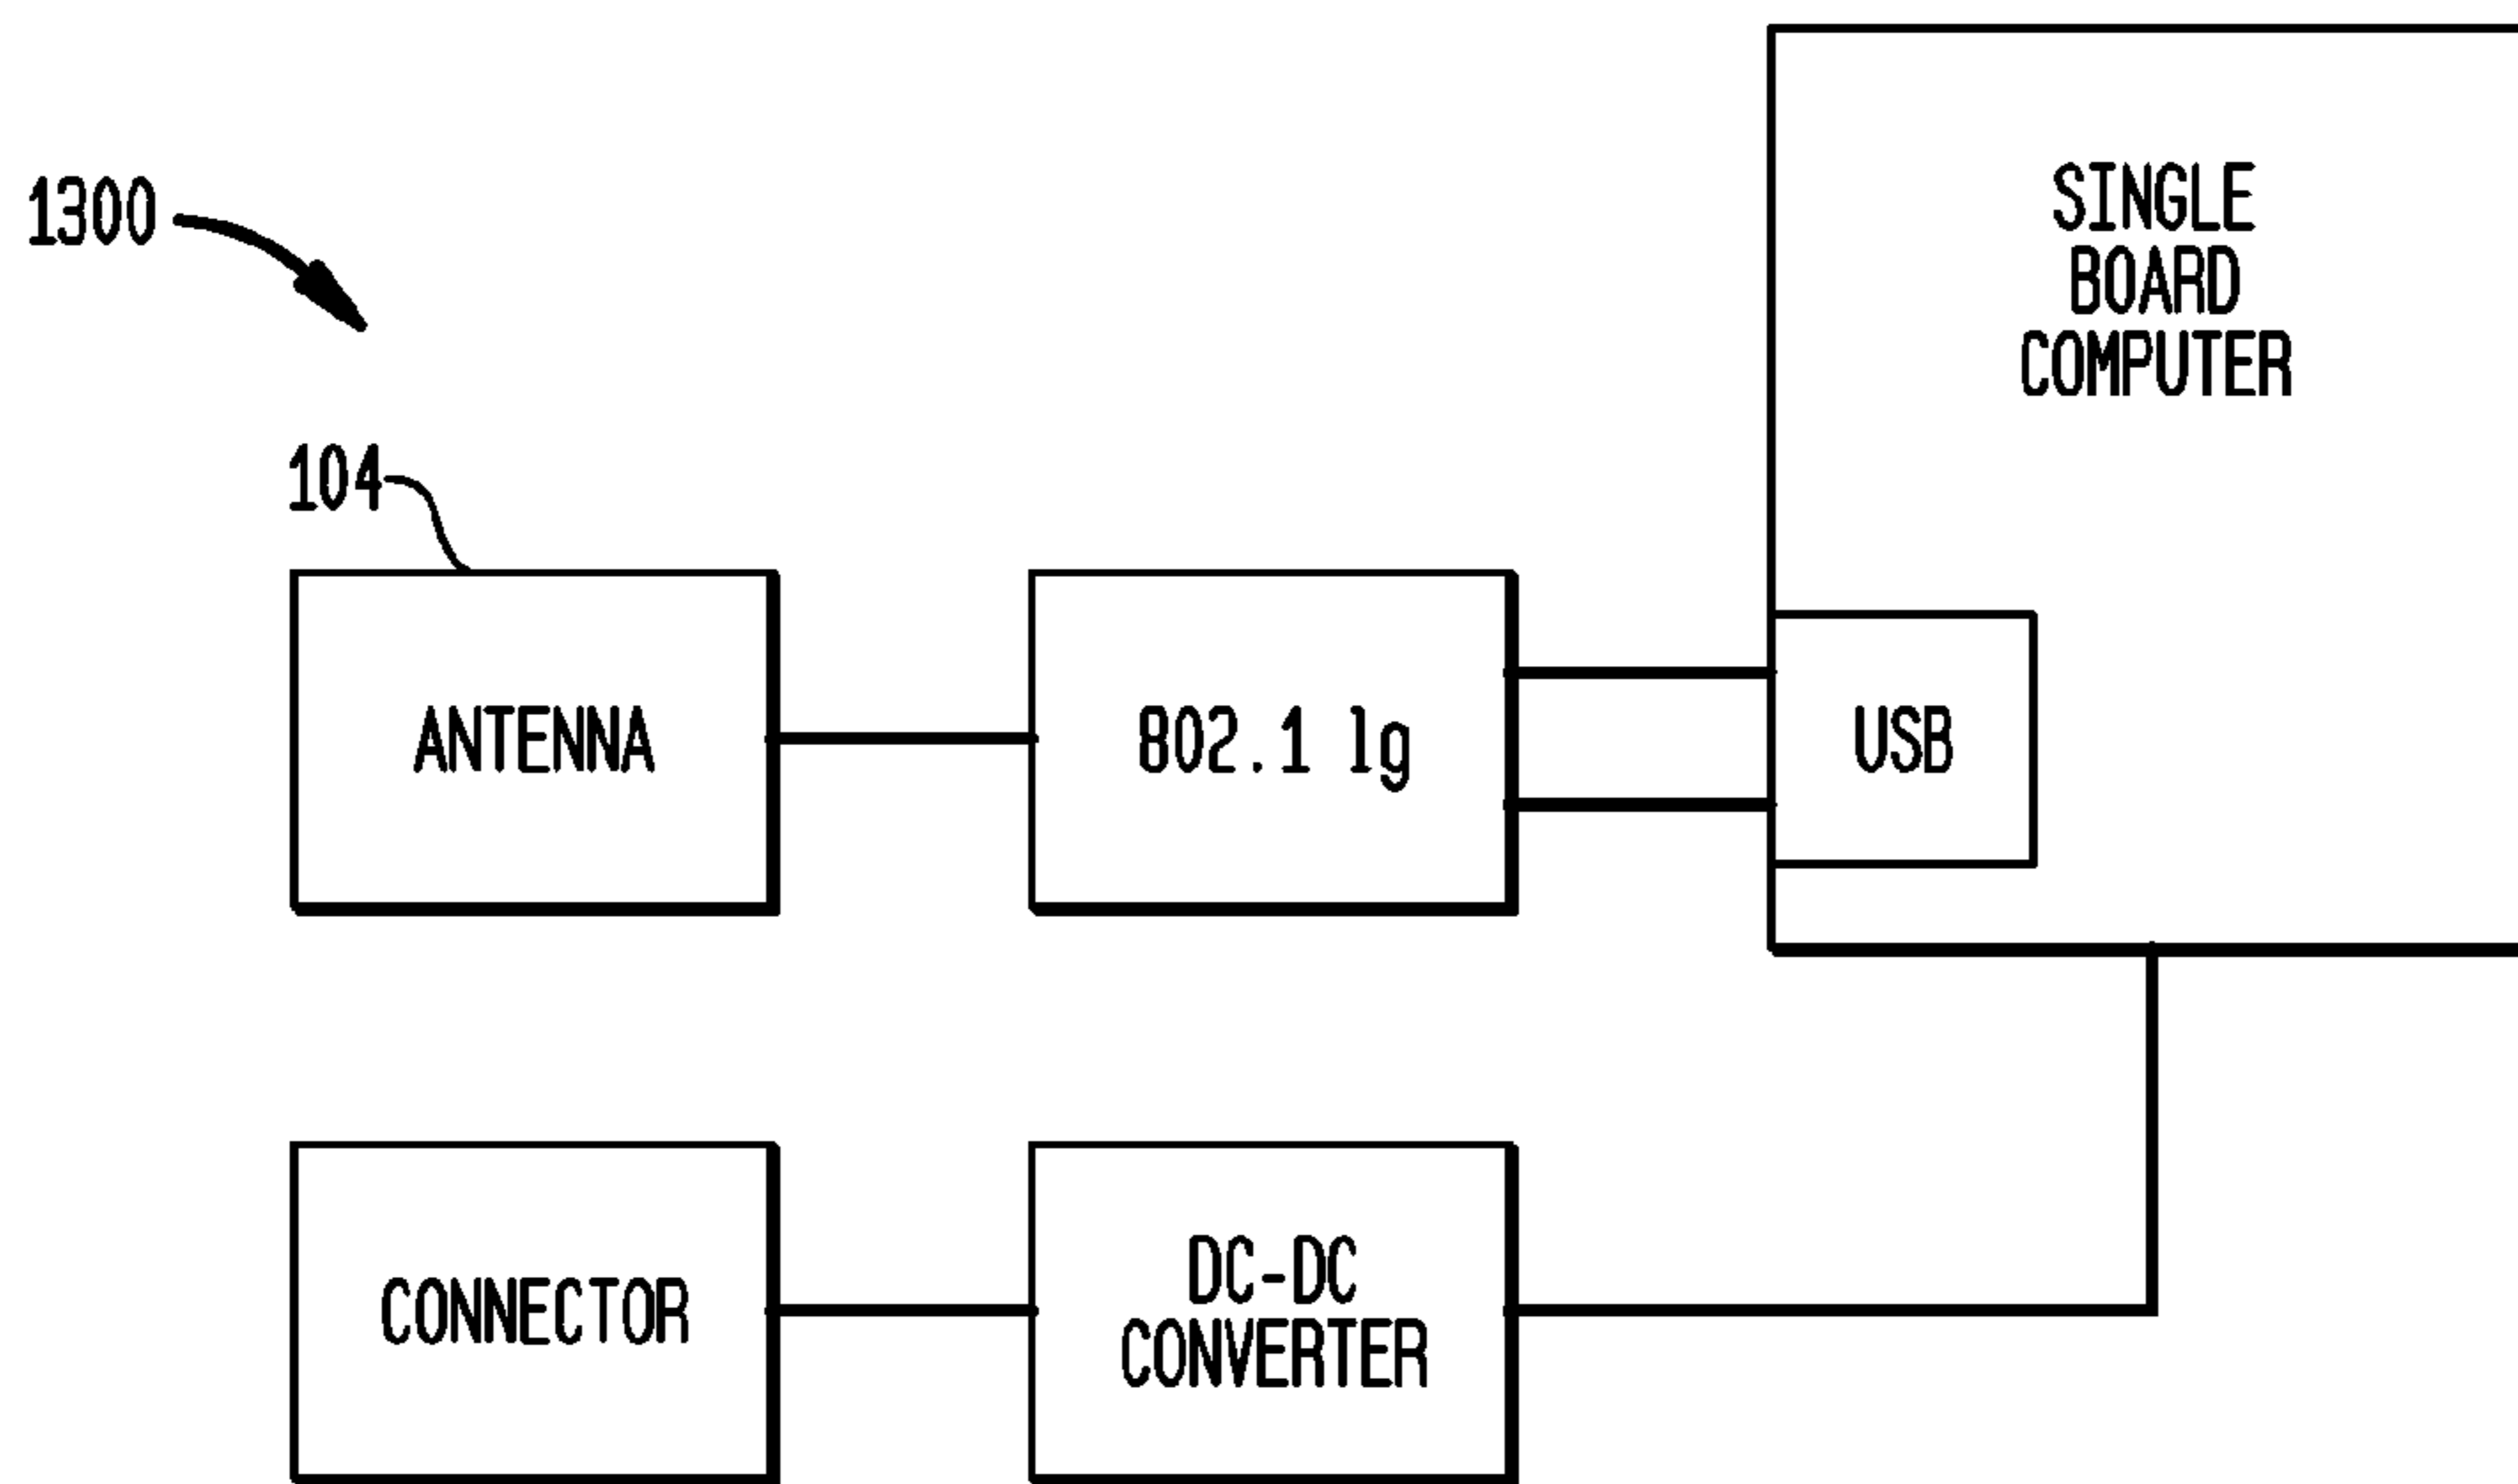 1300
SINGLE
BOARD
COMPUTER
104
ANTENNA
802.1 1g
USB
CONNECTOR
DC-DC
CONVERTER